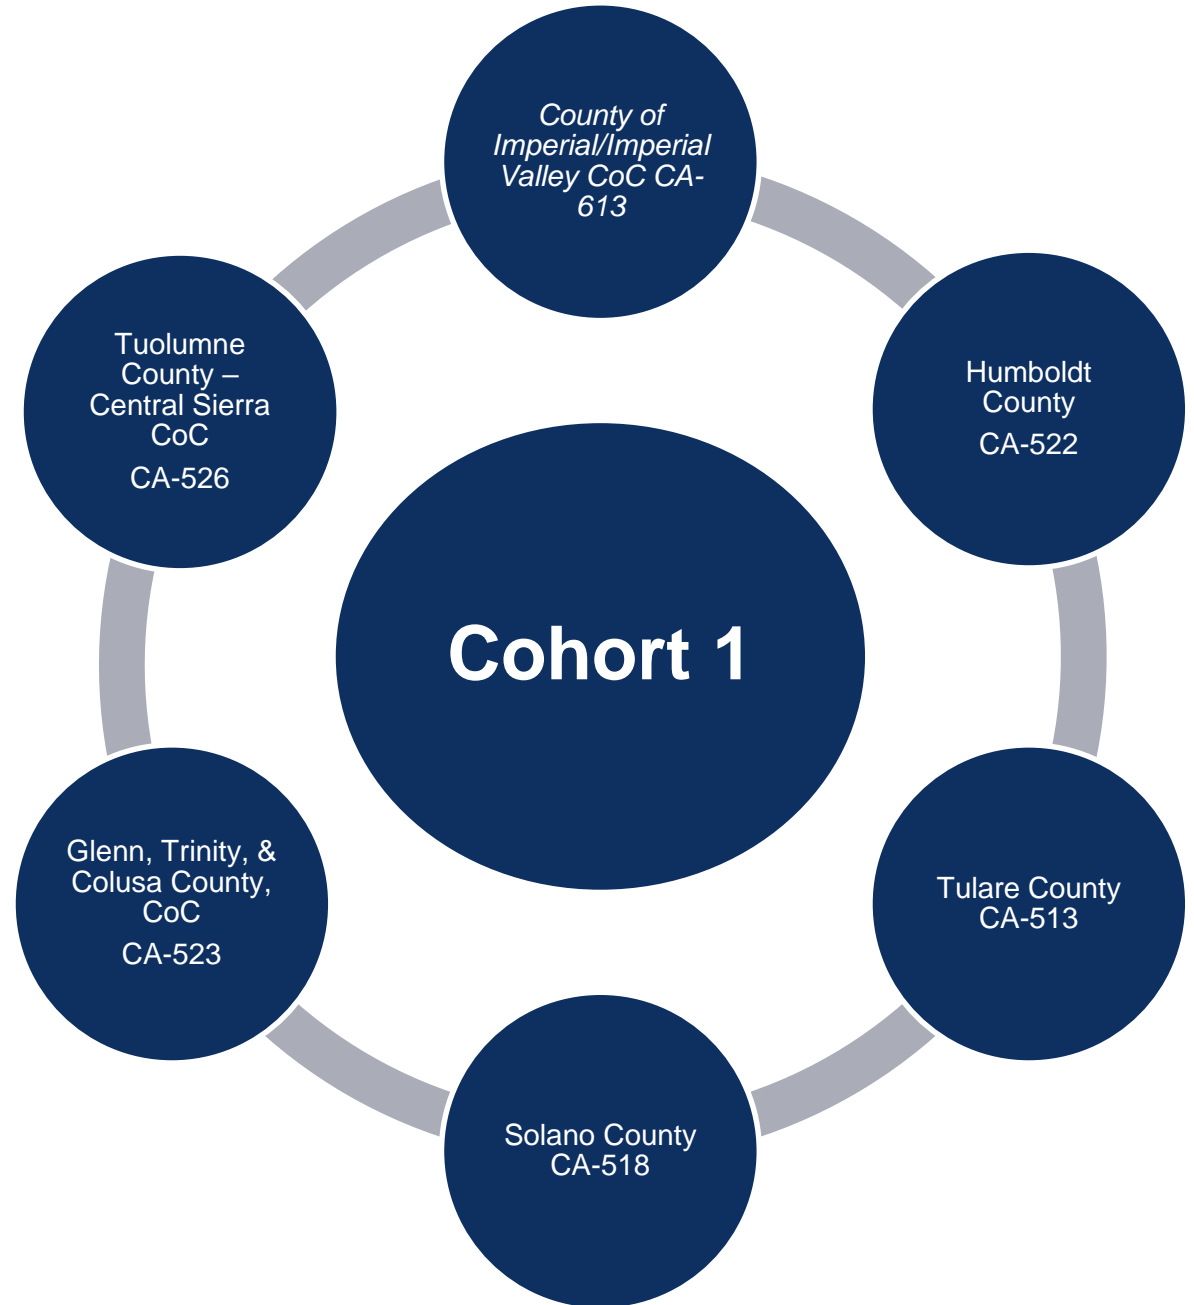 County of
Imperial/Imperial
Valley CoC CA-
613
Humboldt
County
CA-522
Tulare County
CA-513
Solano County
CA-518
Glenn, Trinity, &
Colusa County,
CoC
CA-523
Tuolumne
County –
Central Sierra
CoC
CA-526
Cohort 1